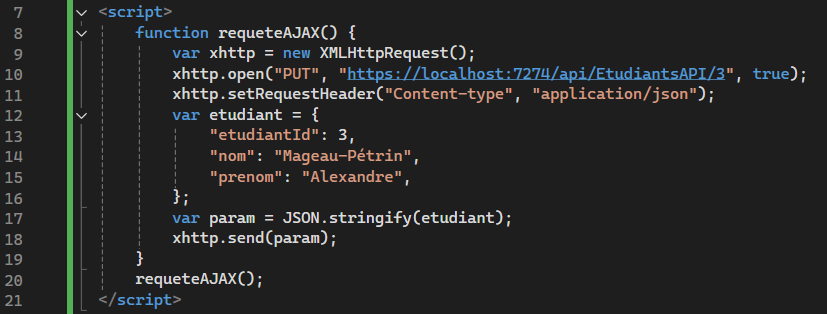 7 <script>
8 function requeteAJAX() {
9 var xhttp = new XMLHttpRequest();
10 xhttp.open("PUT", "https://localhost:7274/api/EtudiantsAPI/3", true);
11 xhttp.setRequestHeader("Content-type", "application/json");
12 var etudiant = {
13 "etudiantId": 3,
14 "nom": "Mageau-Pétrin",
15 "prenom": "Alexandre",
16 };
17 var param = JSON.stringify(etudiant);
18 xhttp.send(param);
19 }
20 requeteAJAX();
21 </script>